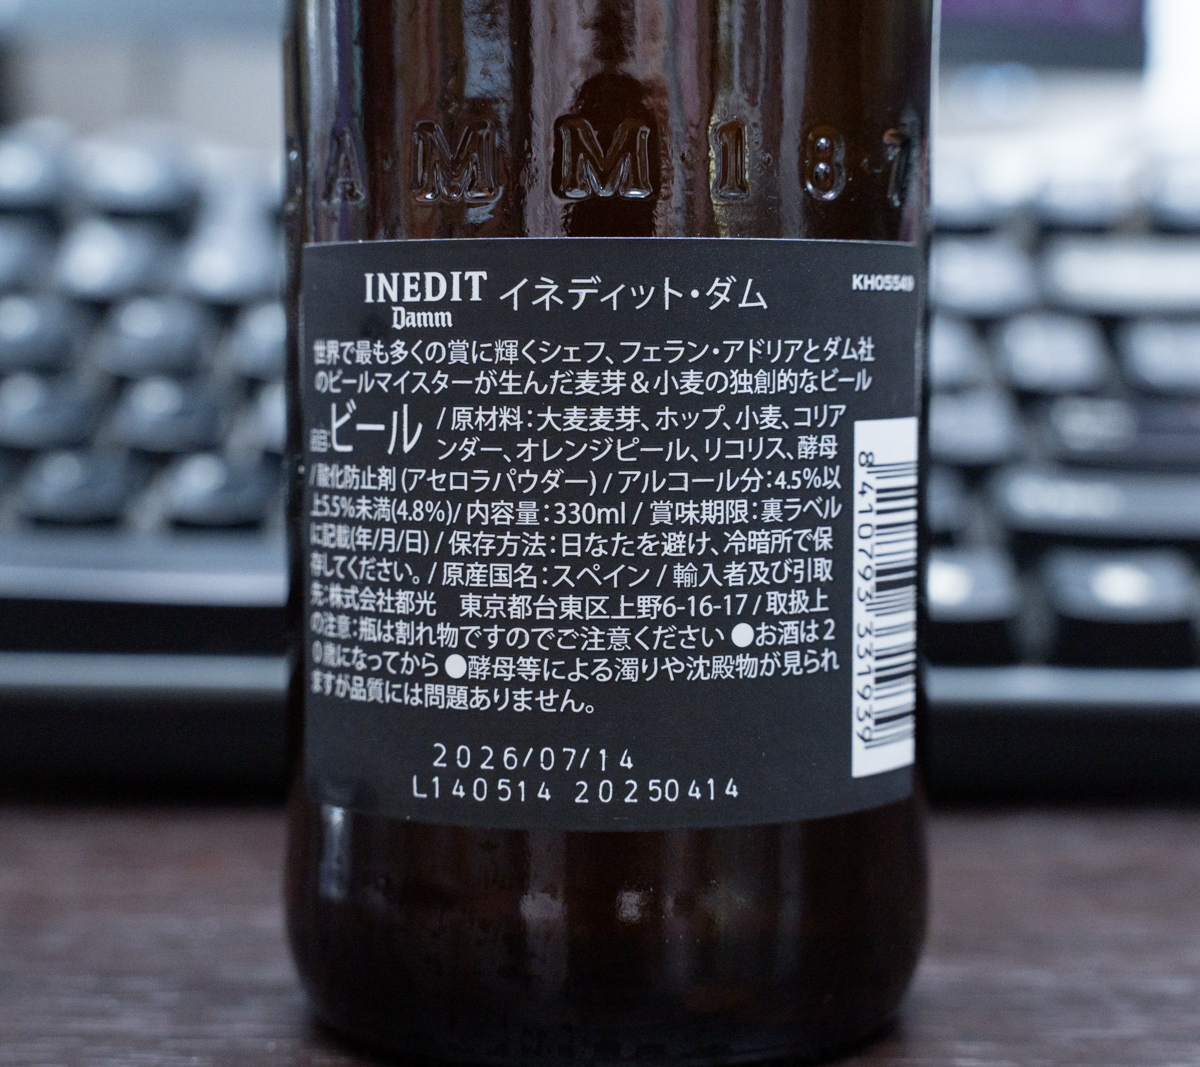 AMM 187
INEDIT イネディット・ダム
Damm
世界で最も多くの賞に輝くシェフ、フェラン・アドリアとダム社
のビールマイスターが生んだ麦芽&小麦の独創的なビール
ビール / 原材料:大麦麦芽、ホップ、小麦、コリア
ンダー、オレンジピール、リコリス、酵母
/ 酸化防止剤 (アセロラパウダー) / アルコール分:4.5%以
上5.5%未満(4.8%)/ 内容量:330ml / 賞味期限:裏ラベル
に記載(年/月/日) / 保存方法:日なたを避け、冷暗所で保
存してください。/ 原産国名:スペイン / 輸入者及び引取
先:株式会社都光 東京都台東区上野6-16-17 / 取扱上
の注意:瓶は割れ物ですのでご注意ください ●お酒は2
0歳になってから ●酵母等による濁りや沈殿物が見られ
ますが品質には問題ありません。
2026/07/14
L140514 20250414
8 410793 331939